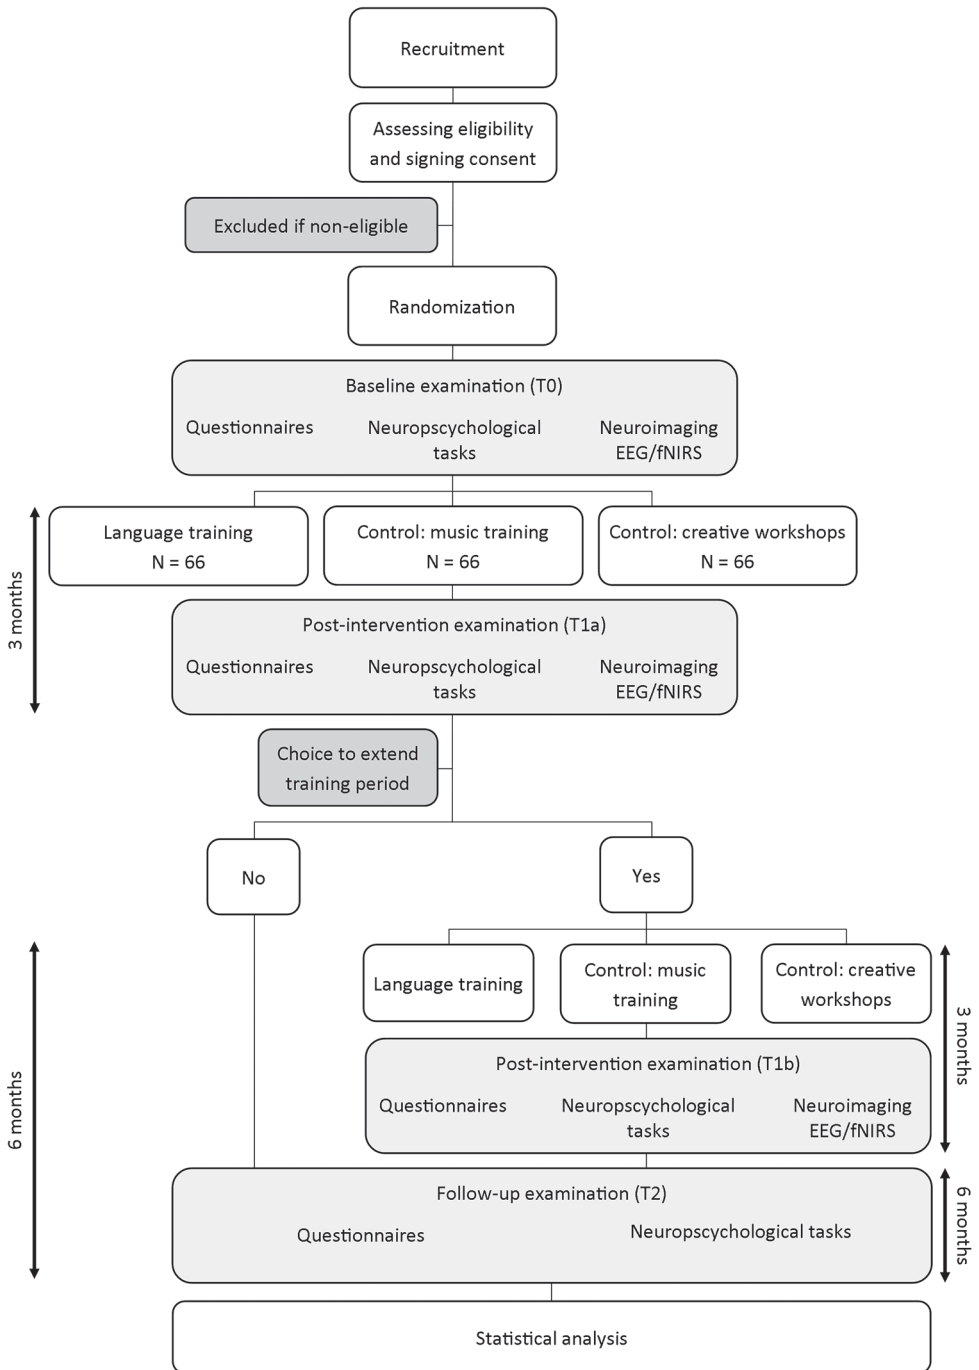 Recruitment
Assessing eligibility
and signing consent
Excluded if non-eligible
Randomization
Baseline examination (T0)
Questionnaires
Neuropscychological
tasks
Neuroimaging
EEG/fNIRS
3 months
Language training
N = 66
Control: music training
N = 66
Control: creative workshops
N = 66
Post-intervention examination (T1a)
Questionnaires
Neuropscychological
tasks
Neuroimaging
EEG/fNIRS
Choice to extend
training period
No
Yes
6 months
Language training
Control: music
training
Control: creative
workshops
3 months
Post-intervention examination (T1b)
Questionnaires
Neuropscychological
tasks
Neuroimaging
EEG/fNIRS
Follow-up examination (T2)
Questionnaires
Neuropscychological tasks
6 months
Statistical analysis